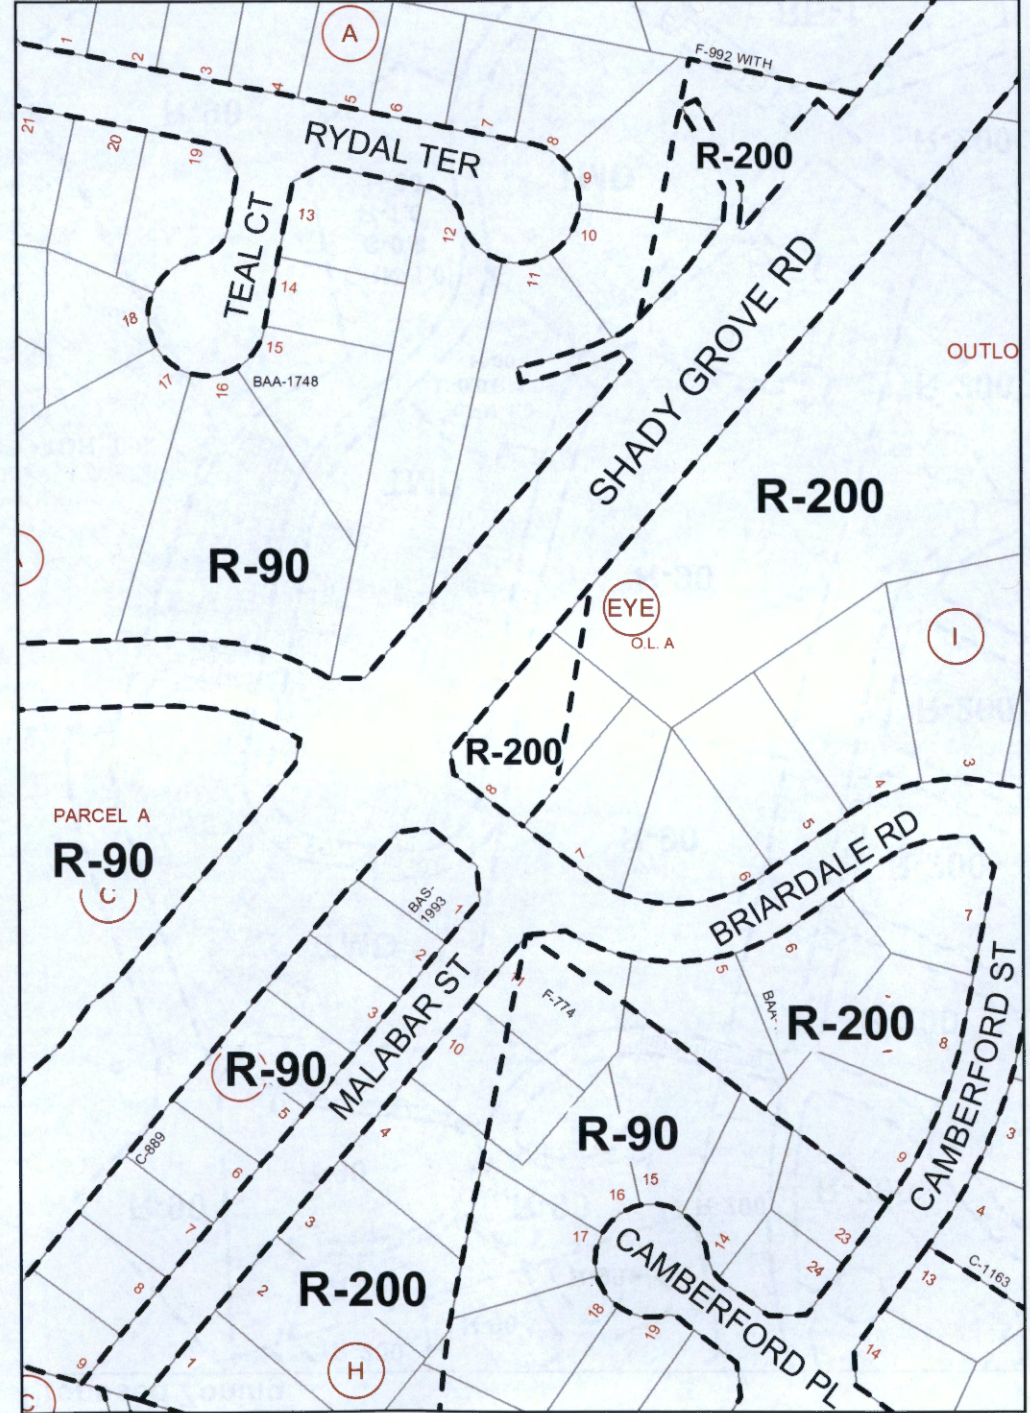 A
F-992 WITH
1
2
3
4
5
6
7
8
9
10
11
12
13
14
15
16
17
18
19
20
21
RYDAL TER
TEAL CT
BAA-1748
R-200
SHADY GROVE RD
OUTLO
R-200
R-90
EYE
O.L. A
I
R-200
8
7
6
5
4
3
BRIARDALE RD
PARCEL A
R-90
C
BAS-
1993
1
2
3
5
6
7
8
9
R-90
MALABAR ST
C-889
11
10
4
3
2
1
F-774
5
6
7
8
9
BAA-
R-200
CAMBERFORD ST
R-90
15
16
17
18
19
14
23
24
CAMBERFORD PL
3
4
13
14
C-1163
R-200
H